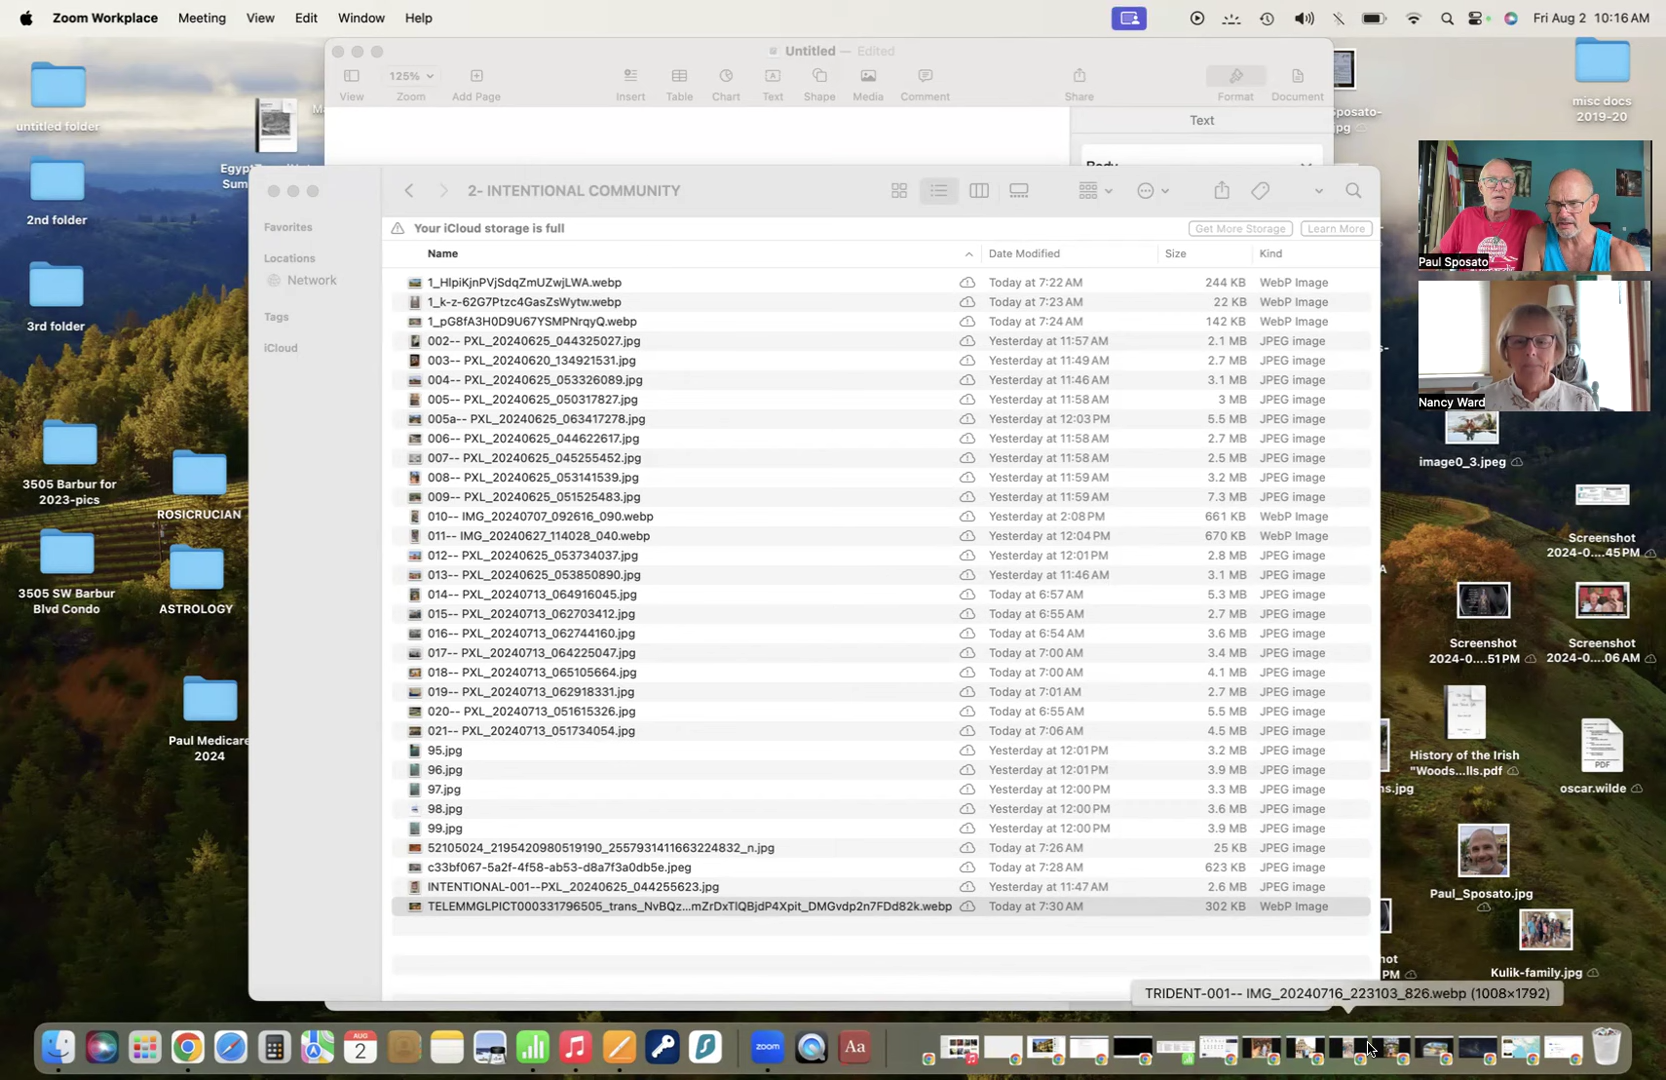 Zoom Workplace Meeting View Edit Window Help Fri Aug 2 10:16 AM
Untitled — Edited
125%
View Zoom Add Page Insert Table Chart Text Shape Media Comment Share Format Document
Text
Body
2- INTENTIONAL COMMUNITY
Your iCloud storage is full Get More Storage Learn More
Favorites
Locations
Network
Tags
iCloud
Name Date Modified Size Kind
1_HlpiKjnPVjSdqZmUZwjLWA.webp Today at 7:22 AM 244 KB WebP Image
1_k-z-62G7Ptzc4GasZsWytw.webp Today at 7:23 AM 22 KB WebP Image
1_pG8fA3H0D9U67YSMPNrqyQ.webp Today at 7:24 AM 142 KB WebP Image
002-- PXL_20240625_044325027.jpg Yesterday at 11:57 AM 2.1 MB JPEG image
003-- PXL_20240620_134921531.jpg Yesterday at 11:49 AM 2.7 MB JPEG image
004-- PXL_20240625_053326089.jpg Yesterday at 11:46 AM 3.1 MB JPEG image
005-- PXL_20240625_050317827.jpg Yesterday at 11:58 AM 3 MB JPEG image
005a-- PXL_20240625_063417278.jpg Yesterday at 12:03 PM 5.5 MB JPEG image
006-- PXL_20240625_044622617.jpg Yesterday at 11:58 AM 2.7 MB JPEG image
007-- PXL_20240625_045255452.jpg Yesterday at 11:58 AM 2.5 MB JPEG image
008-- PXL_20240625_053141539.jpg Yesterday at 11:59 AM 3.2 MB JPEG image
009-- PXL_20240625_051525483.jpg Yesterday at 11:59 AM 7.3 MB JPEG image
010-- IMG_20240707_092616_090.webp Yesterday at 2:08 PM 661 KB WebP Image
011-- IMG_20240627_114028_040.webp Yesterday at 12:04 PM 670 KB WebP Image
012-- PXL_20240625_053734037.jpg Yesterday at 12:01 PM 2.8 MB JPEG image
013-- PXL_20240625_053850890.jpg Yesterday at 11:46 AM 3.1 MB JPEG image
014-- PXL_20240713_064916045.jpg Today at 6:57 AM 5.3 MB JPEG image
015-- PXL_20240713_062703412.jpg Today at 6:55 AM 2.7 MB JPEG image
016-- PXL_20240713_062744160.jpg Today at 6:54 AM 3.6 MB JPEG image
017-- PXL_20240713_064225047.jpg Today at 7:00 AM 3.4 MB JPEG image
018-- PXL_20240713_065105664.jpg Today at 7:00 AM 4.1 MB JPEG image
019-- PXL_20240713_062918331.jpg Today at 7:01 AM 2.7 MB JPEG image
020-- PXL_20240713_051615326.jpg Today at 6:55 AM 5.5 MB JPEG image
021-- PXL_20240713_051734054.jpg Today at 7:06 AM 4.5 MB JPEG image
95.jpg Yesterday at 12:01 PM 3.2 MB JPEG image
96.jpg Yesterday at 12:01 PM 3.9 MB JPEG image
97.jpg Yesterday at 12:00 PM 3.3 MB JPEG image
98.jpg Yesterday at 12:00 PM 3.6 MB JPEG image
99.jpg Yesterday at 12:00 PM 3.9 MB JPEG image
52105024_2195420980519190_2557931411663224832_n.jpg Today at 7:26 AM 25 KB JPEG image
c33bf067-5a2f-4f58-ab53-d8a7f3a0db5e.jpeg Today at 7:28 AM 623 KB JPEG image
INTENTIONAL-001--PXL_20240625_044255623.jpg Yesterday at 11:47 AM 2.6 MB JPEG image
TELEMMGLPICT000331796505_trans_NvBQz...mZrDxTlQBjdP4Xpit_DMGvdp2n7FDd82k.webp Today at 7:30 AM 302 KB WebP Image
TRIDENT-001-- IMG_20240716_223103_826.webp (1008×1792)
untitled folder
2nd folder
3rd folder
3505 Barbur for
2023-pics
ROSICRUCIAN
3505 SW Barbur
Blvd Condo
ASTROLOGY
Paul Medicare
2024
misc docs
2019-20
Paul Sposato
Nancy Ward
image0_3.jpeg
Screenshot
2024-0....45 PM
Screenshot
2024-0....51 PM
Screenshot
2024-0....06 AM
History of the Irish
"Woods...lls.pdf
PDF
oscar.wilde
Paul_Sposato.jpg
Kulik-family.jpg
AUG
2
zoom
Aa